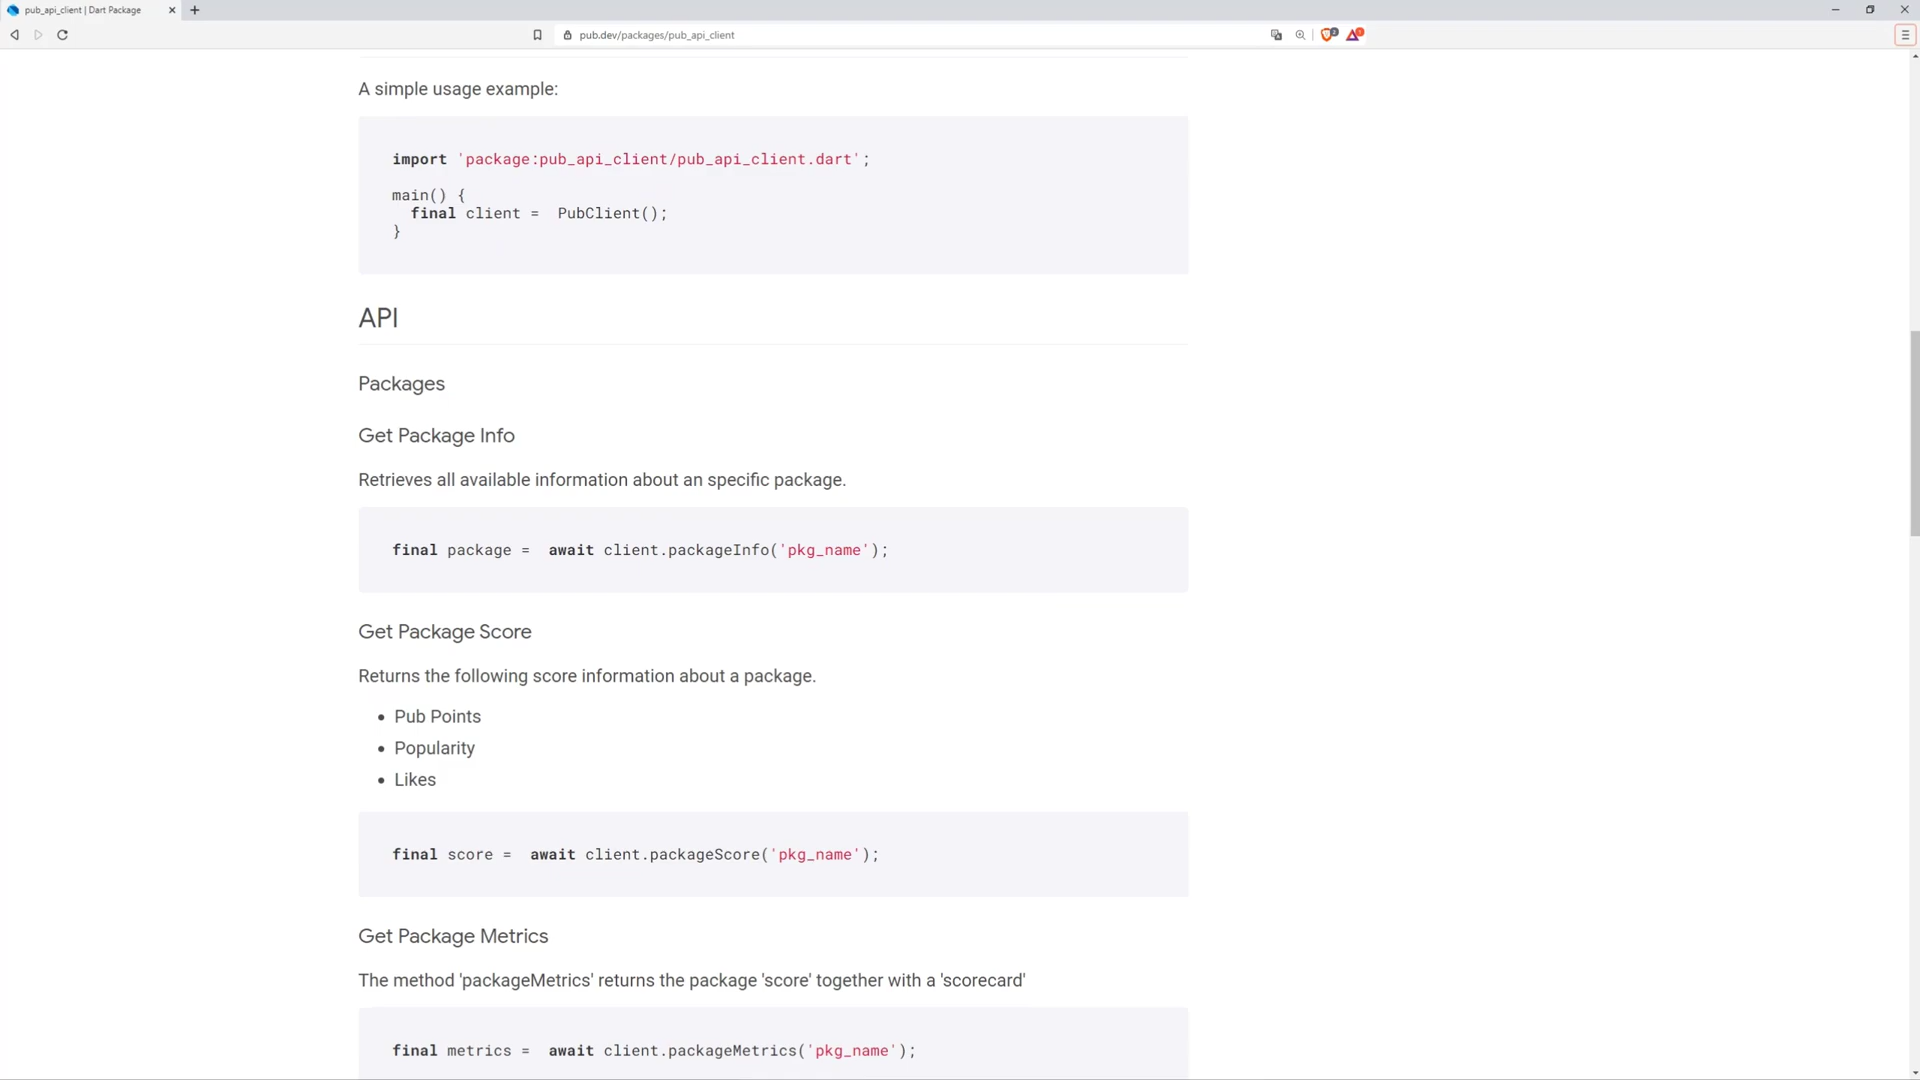 pub_api_client | Dart Package
pub.dev/packages/pub_api_client
A simple usage example:
import 'package:pub_api_client/pub_api_client.dart';
main() {
final client =  PubClient();
}
API
Packages
Get Package Info
Retrieves all available information about an specific package.
final package =  await client.packageInfo('pkg_name');
Get Package Score
Returns the following score information about a package.
• Pub Points
• Popularity
• Likes
final score =  await client.packageScore('pkg_name');
Get Package Metrics
The method 'packageMetrics' returns the package 'score' together with a 'scorecard'
final metrics =  await client.packageMetrics('pkg_name');